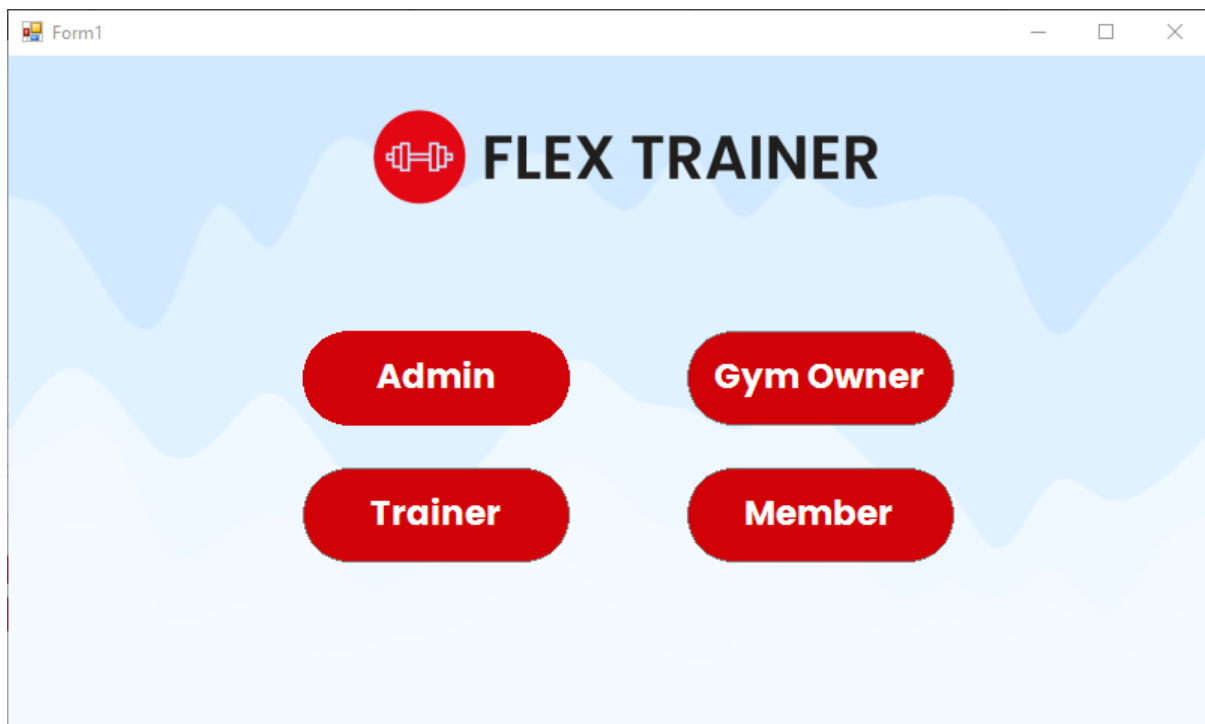 Form1
FLEX TRAINER
Admin
Gym Owner
Trainer
Member